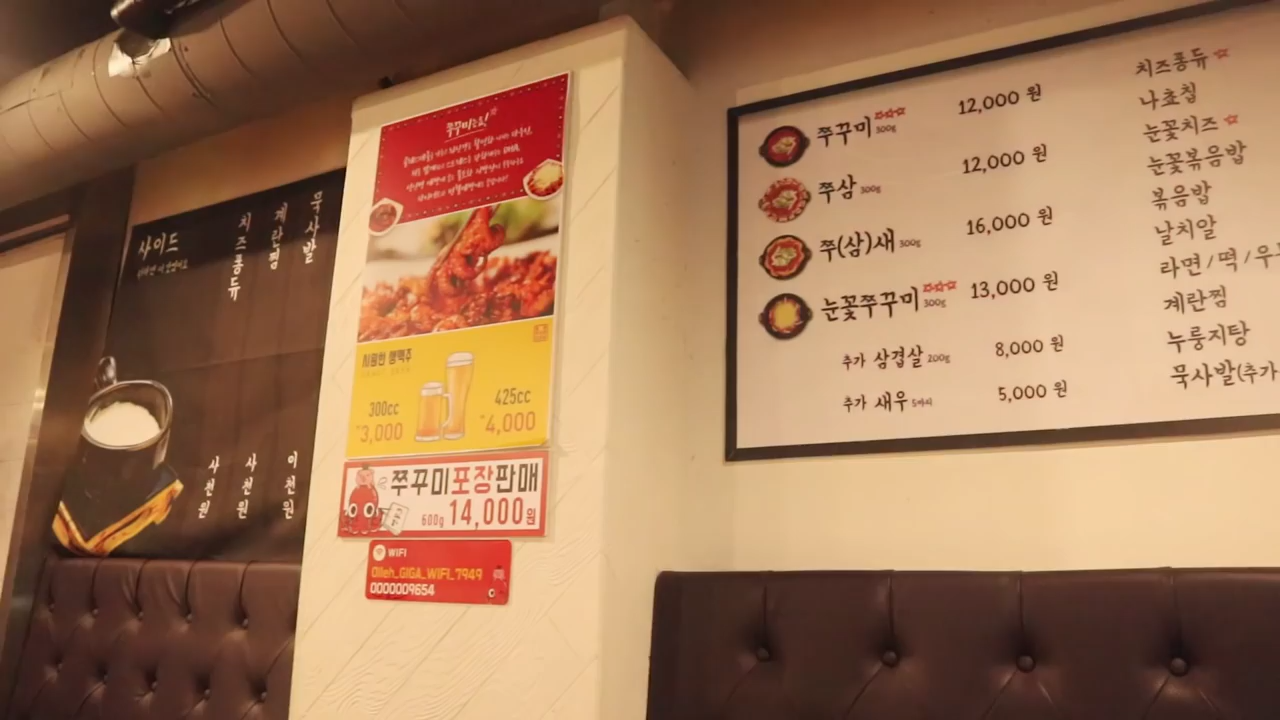 사이드
치즈퐁듀
계란찜
묵사발
사천원
사천원
이천원
쭈꾸미는요!
시원한 생맥주
300cc
₩3,000
425cc
₩4,000
쭈꾸미포장판매
600g 14,000원
WIFI
Olleh_GIGA_WIFI_7949
0000009654
쭈꾸미 300g 12,000 원
쭈삼 300g 12,000 원
쭈(삼)새 300g 16,000 원
눈꽃쭈꾸미 300g 13,000 원
추가 삼겹살 200g 8,000 원
추가 새우 5마리 5,000 원
치즈퐁듀
나쵸칩
눈꽃치즈
눈꽃볶음밥
볶음밥
날치알
라면/떡/우
계란찜
누룽지탕
묵사발(추가